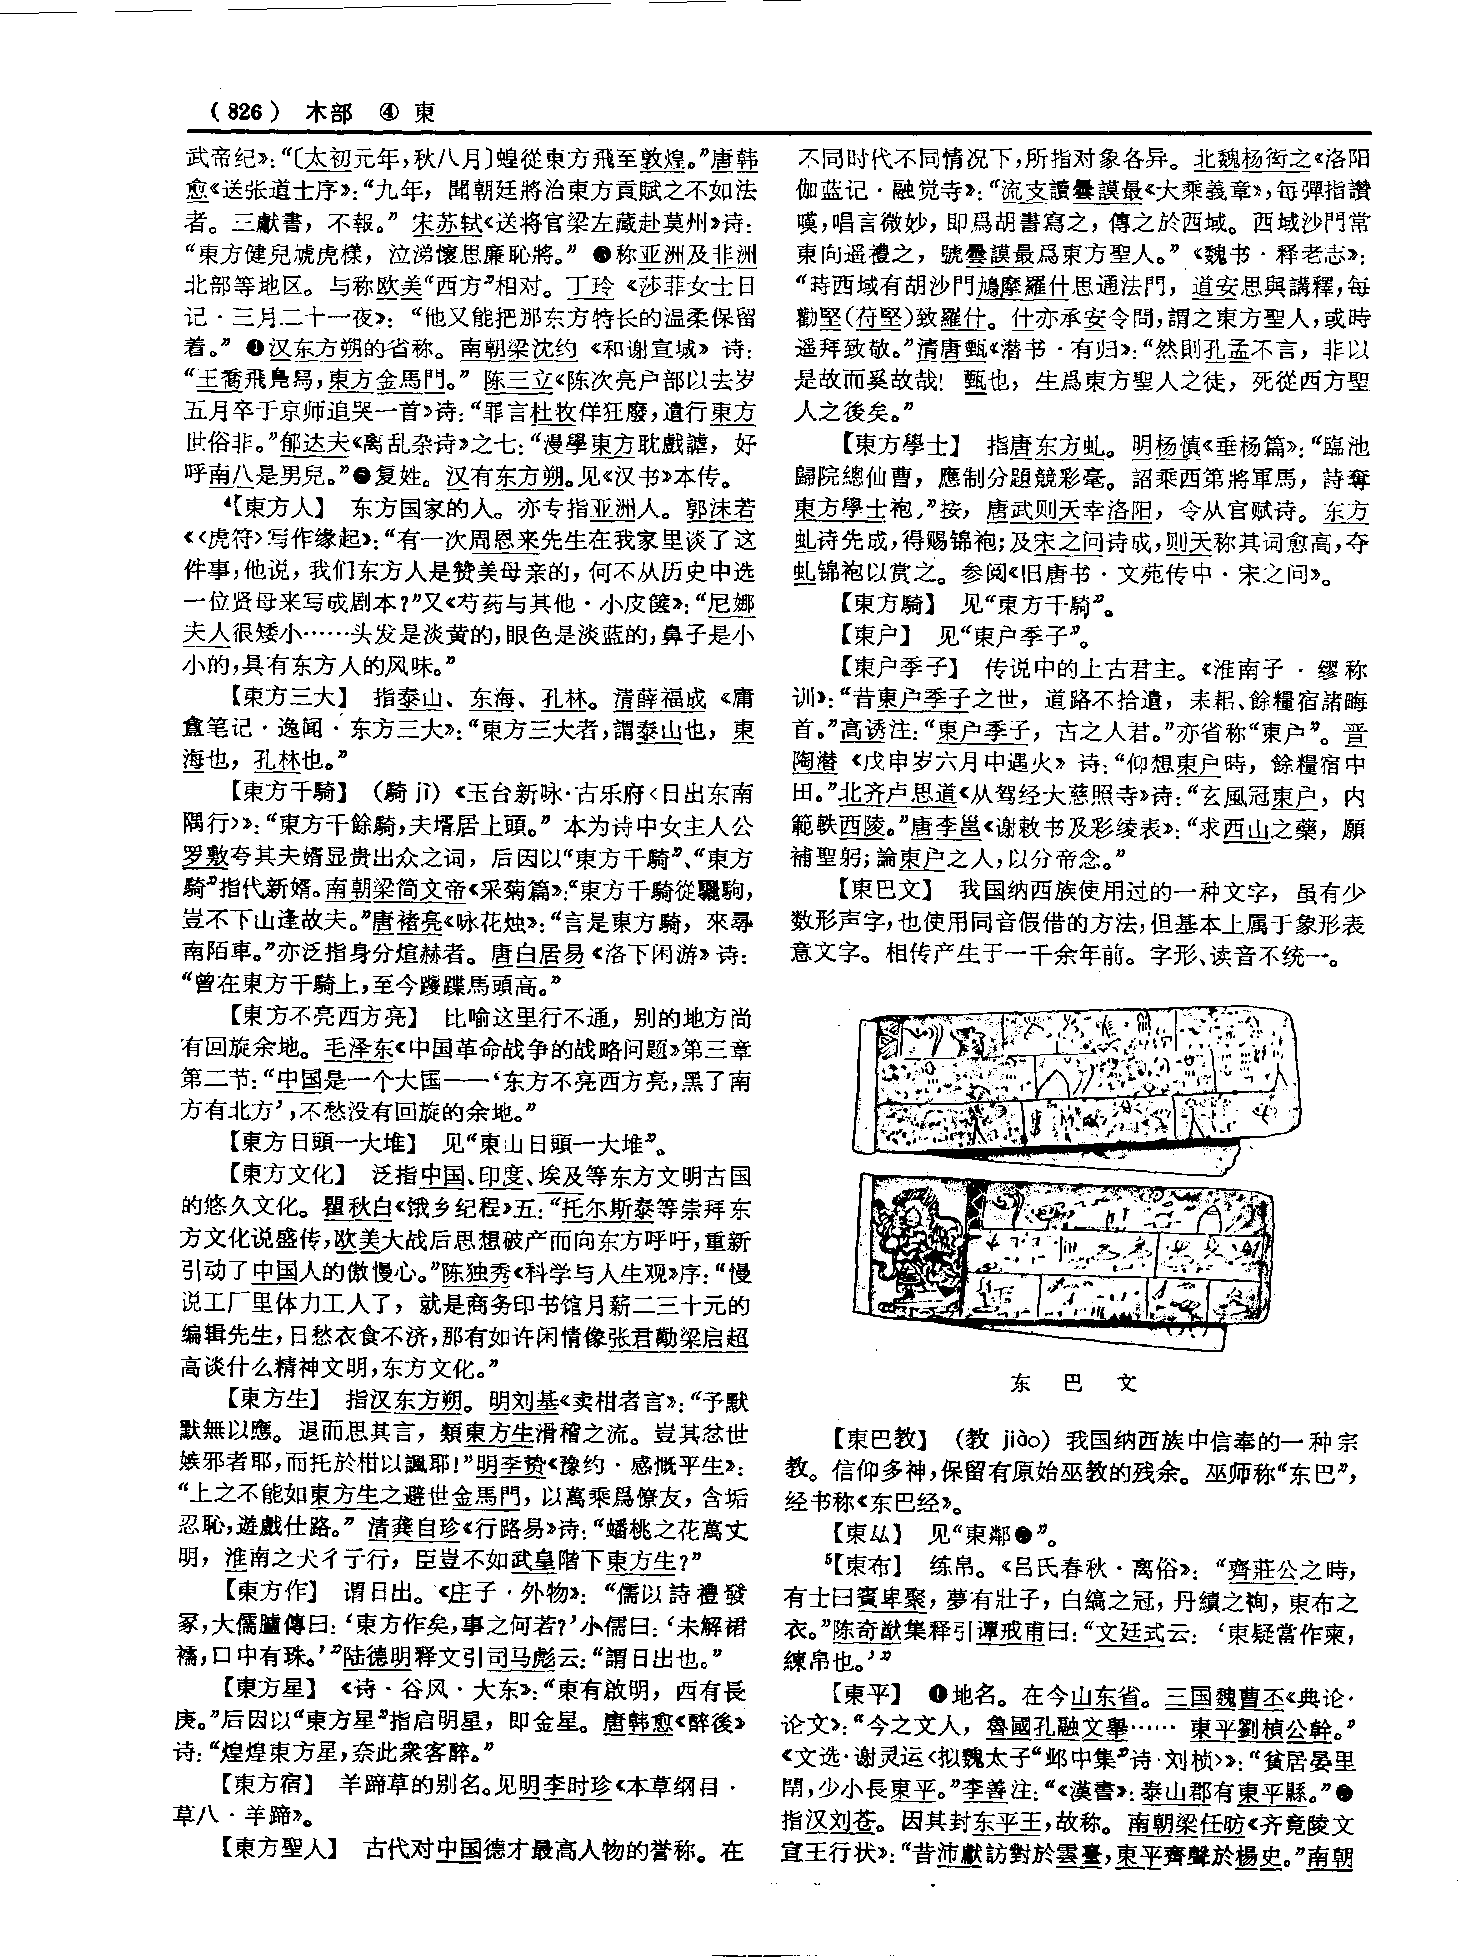 (826) 木部 ④ 東
武帝纪》：“〔太初元年，秋八月〕蝗從東方飛至敦煌。”唐韩
愈《送张道士序》：“九年，聞朝廷將治東方貢賦之不如法
者。三獻書，不報。” 宋苏轼《送将官梁左藏赴莫州》诗：
“東方健兒虓虎樣，泣涕懷思廉恥將。” 称亚洲及非洲
北部等地区。与称欧美“西方”相对。丁玲《莎菲女士日
记·三月二十一夜》：“他又能把那东方特长的温柔保留
着。” 汉东方朔的省称。南朝梁沈约《和谢宣城》诗：
“王喬飛鳧舄，東方金馬門。” 陈三立《陈次亮户部以去岁
五月卒于京师追哭一首》诗：“罪言杜牧佯狂廢，遺行東方
世俗非。”郁达夫《离乱杂诗》之七：“漫學東方耽戲謔，好
呼南八是男兒。”复姓。汉有东方朔。见《汉书》本传。
⁴【東方人】 东方国家的人。亦专指亚洲人。郭沫若
《〈虎符〉写作缘起》：“有一次周恩来先生在我家里谈了这
件事；他说，我们东方人是赞美母亲的，何不从历史中选
一位贤母来写成剧本？”又《芍药与其他·小皮箧》：“尼娜
夫人很矮小……头发是淡黄的，眼色是淡蓝的，鼻子是小
小的，具有东方人的风味。”
【東方三大】 指泰山、东海、孔林。清薛福成《庸
盦笔记·逸闻·东方三大》：“東方三大者，謂泰山也，東
海也，孔林也。”
【東方千騎】 （騎 jì）《玉台新咏·古乐府〈日出东南
隅行〉》：“東方千餘騎，夫壻居上頭。” 本为诗中女主人公
罗敷夸其夫婿显贵出众之词，后因以“東方千騎”、“東方
騎”指代新婿。南朝梁简文帝《采菊篇》：“東方千騎從驪駒，
豈不下山逢故夫。”唐褚亮《咏花烛》：“言是東方騎，來尋
南陌車。”亦泛指身分煊赫者。唐白居易《洛下闲游》诗：
“曾在東方千騎上，至今躞蹀馬頭高。”
【東方不亮西方亮】 比喻这里行不通，别的地方尚
有回旋余地。毛泽东《中国革命战争的战略问题》第三章
第二节：“中国是一个大国——‘东方不亮西方亮，黑了南
方有北方’，不愁没有回旋的余地。”
【東方日頭一大堆】 见“東山日頭一大堆”。
【東方文化】 泛指中国、印度、埃及等东方文明古国
的悠久文化。瞿秋白《饿乡纪程》五：“托尔斯泰等崇拜东
方文化说盛传，欧美大战后思想破产而向东方呼吁，重新
引动了中国人的傲慢心。”陈独秀《科学与人生观》序：“慢
说工厂里体力工人了，就是商务印书馆月薪二三十元的
编辑先生，日愁衣食不济，那有如许闲情像张君劢梁启超
高谈什么精神文明，东方文化。”
【東方生】 指汉东方朔。明刘基《卖柑者言》：“予默
默無以應。退而思其言，類東方生滑稽之流。豈其忿世
嫉邪者耶，而托於柑以諷耶！”明李贽《豫约·感慨平生》：
“上之不能如東方生之避世金馬門，以萬乘爲僚友，含垢
忍恥，遊戲仕路。” 清龚自珍《行路易》诗：“蟠桃之花萬丈
明，淮南之犬彳亍行，臣豈不如武皇階下東方生？”
【東方作】 谓日出。《庄子·外物》：“儒以詩禮發
冢，大儒臚傳曰：‘東方作矣，事之何若？’小儒曰：‘未解裙
襦，口中有珠。’”陆德明释文引司马彪云：“謂日出也。”
【東方星】 《诗·谷风·大东》：“東有啟明，西有長
庚。”后因以“東方星”指启明星，即金星。唐韩愈《醉後》
诗：“煌煌東方星，奈此衆客醉。”
【東方宿】 羊蹄草的别名。见明李时珍《本草纲目·
草八·羊蹄》。
【東方聖人】 古代对中国德才最高人物的誉称。在
不同时代不同情况下，所指对象各异。北魏杨衒之《洛阳
伽蓝记·融觉寺》：“流支讀曇謨最《大乘義章》，每彈指讚
嘆，唱言微妙，即爲胡書寫之，傳之於西域。西域沙門常
東向遥禮之，號曇謨最爲東方聖人。”《魏书·释老志》：
“時西域有胡沙門鳩摩羅什思通法門，道安思與講釋，每
勸堅（苻堅）致羅什。什亦承安令問，謂之東方聖人，或時
遥拜致敬。”清唐甄《潜书·有归》：“然則孔孟不言，非以
是故而奚故哉！甄也，生爲東方聖人之徒，死從西方聖
人之後矣。”
【東方學士】 指唐东方虬。明杨慎《垂杨篇》：“臨池
歸院總仙曹，應制分題競彩毫。詔乘西第將軍馬，詩奪
東方學士袍。”按，唐武则天幸洛阳，令从官赋诗。东方
虬诗先成，得赐锦袍；及宋之问诗成，则天称其词愈高，夺
虬锦袍以赏之。参阅《旧唐书·文苑传中·宋之问》。
【東方騎】 见“東方千騎”。
【東户】 见“東户季子”。
【東户季子】 传说中的上古君主。《淮南子·缪称
训》：“昔東户季子之世，道路不拾遺，耒耜、餘糧宿諸畮
首。”高诱注：“東户季子，古之人君。”亦省称“東户”。晋
陶潜《戊申岁六月中遇火》诗：“仰想東户時，餘糧宿中
田。”北齐卢思道《从驾经大慈照寺》诗：“玄風冠東户，内
範軼西陵。”唐李邕《谢敕书及彩绫表》：“求西山之藥，願
補聖躬；論東户之人，以分帝念。”
【東巴文】 我国纳西族使用过的一种文字，虽有少
数形声字，也使用同音假借的方法，但基本上属于象形表
意文字。相传产生于一千余年前。字形、读音不统一。
东 巴 文
【東巴教】 （教 jiào）我国纳西族中信奉的一种宗
教。信仰多神，保留有原始巫教的残余。巫师称“东巴”，
经书称《东巴经》。
【東㕣】 见“東鄰”。
⁵【東布】 练帛。《吕氏春秋·离俗》：“齊莊公之時，
有士曰賓卑聚，夢有壯子，白縞之冠，丹績之袧，東布之
衣。”陈奇猷集释引谭戒甫曰：“文廷式云：‘東疑當作柬，
練帛也。’”
【東平】 ❶地名。在今山东省。三国魏曹丕《典论·
论文》：“今之文人，魯國孔融文舉…… 東平劉楨公幹。”
《文选·谢灵运〈拟魏太子“邺中集”诗·刘桢〉》：“貧居晏里
閈，少小長東平。”李善注：“《漢書》：泰山郡有東平縣。”
指汉刘苍。因其封东平王，故称。南朝梁任昉《齐竟陵文
宣王行状》：“昔沛獻訪對於雲臺，東平齊聲於楊史。”南朝